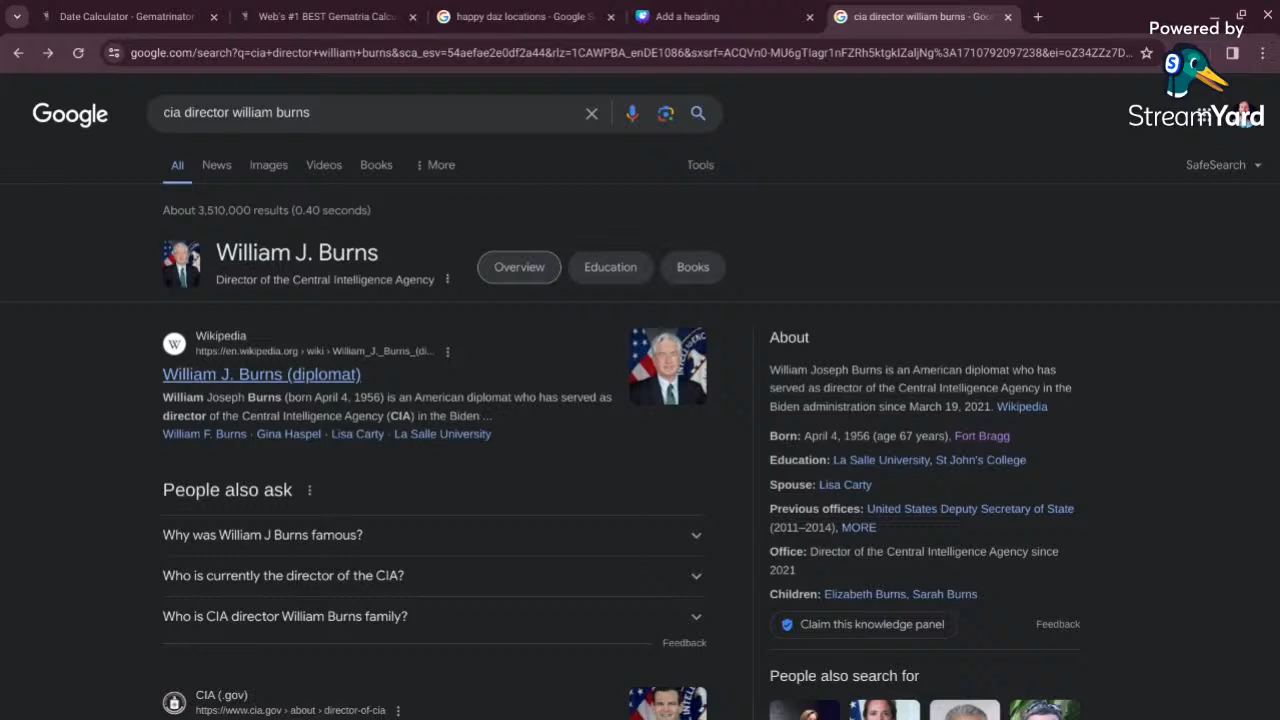 Date Calculator - Gematrinator
Web's #1 BEST Gematria Calcu
happy daz locations - Google S
Add a heading
cia director william burns - Goo
Powered by
google.com/search?q=cia+director+william+burns&sca_esv=54aefae2e0df2a44&rlz=1CAWPBA_enDE1086&sxsrf=ACQVn0-MU6gTIagr1nFZRh5ktgkIZaljNg%3A1710792097238&ei=oZ34ZZz7D...
S
StreamYard
Google
cia director william burns
All
News
Images
Videos
Books
More
Tools
SafeSearch
About 3,510,000 results (0.40 seconds)
William J. Burns
Director of the Central Intelligence Agency
Overview
Education
Books
W
Wikipedia
https://en.wikipedia.org › wiki › William_J._Burns_(di...
William J. Burns (diplomat)
William Joseph Burns (born April 4, 1956) is an American diplomat who has served as
director of the Central Intelligence Agency (CIA) in the Biden ...
William F. Burns · Gina Haspel · Lisa Carty · La Salle University
People also ask
Why was William J Burns famous?
Who is currently the director of the CIA?
Who is CIA director William Burns family?
Feedback
CIA (.gov)
https://www.cia.gov › about › director-of-cia
About
William Joseph Burns is an American diplomat who has
served as director of the Central Intelligence Agency in the
Biden administration since March 19, 2021. Wikipedia
Born: April 4, 1956 (age 67 years), Fort Bragg
Education: La Salle University, St John's College
Spouse: Lisa Carty
Previous offices: United States Deputy Secretary of State
(2011–2014), MORE
Office: Director of the Central Intelligence Agency since
2021
Children: Elizabeth Burns, Sarah Burns
Claim this knowledge panel
Feedback
People also search for